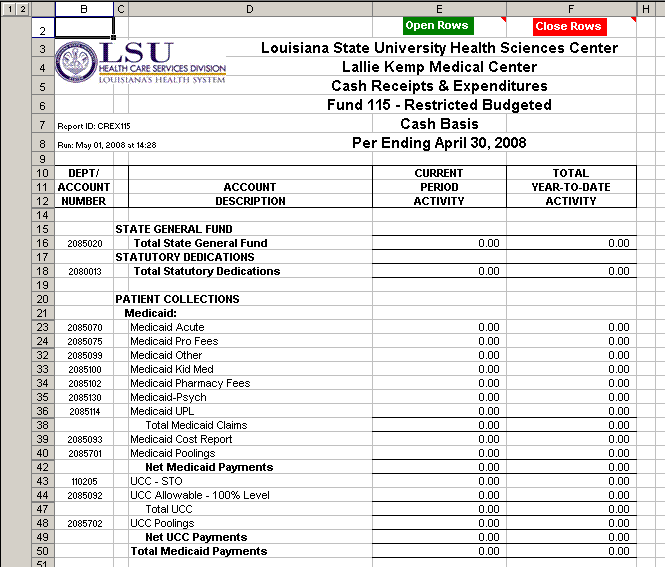 1 2 B C D E F H
2 Open Rows Close Rows
LSU
HEALTH CARE SERVICES DIVISION
LOUISIANA'S HEALTH SYSTEM
3 Louisiana State University Health Sciences Center
4 Lallie Kemp Medical Center
5 Cash Receipts & Expenditures
6 Fund 115 - Restricted Budgeted
7 Report ID: CREX115 Cash Basis
8 Run: May 01, 2008 at 14:28 Per Ending April 30, 2008
9
10 DEPT/ CURRENT TOTAL
11 ACCOUNT ACCOUNT PERIOD YEAR-TO-DATE
12 NUMBER DESCRIPTION ACTIVITY ACTIVITY
14
15 STATE GENERAL FUND
16 2085020 Total State General Fund 0.00 0.00
17 STATUTORY DEDICATIONS
18 2080013 Total Statutory Dedications 0.00 0.00
19
20 PATIENT COLLECTIONS
21 Medicaid:
23 2085070 Medicaid Acute 0.00 0.00
24 2085075 Medicaid Pro Fees 0.00 0.00
32 2085099 Medicaid Other 0.00 0.00
33 2085100 Medicaid Kid Med 0.00 0.00
34 2085102 Medicaid Pharmacy Fees 0.00 0.00
35 2085130 Medicaid-Psych 0.00 0.00
36 2085114 Medicaid UPL 0.00 0.00
38 Total Medicaid Claims 0.00 0.00
39 2085093 Medicaid Cost Report 0.00 0.00
40 2085701 Medicaid Poolings 0.00 0.00
42 Net Medicaid Payments 0.00 0.00
43 110205 UCC - STO 0.00 0.00
44 2085092 UCC Allowable - 100% Level 0.00 0.00
47 Total UCC 0.00 0.00
48 2085702 UCC Poolings 0.00 0.00
49 Net UCC Payments 0.00 0.00
50 Total Medicaid Payments 0.00 0.00
51